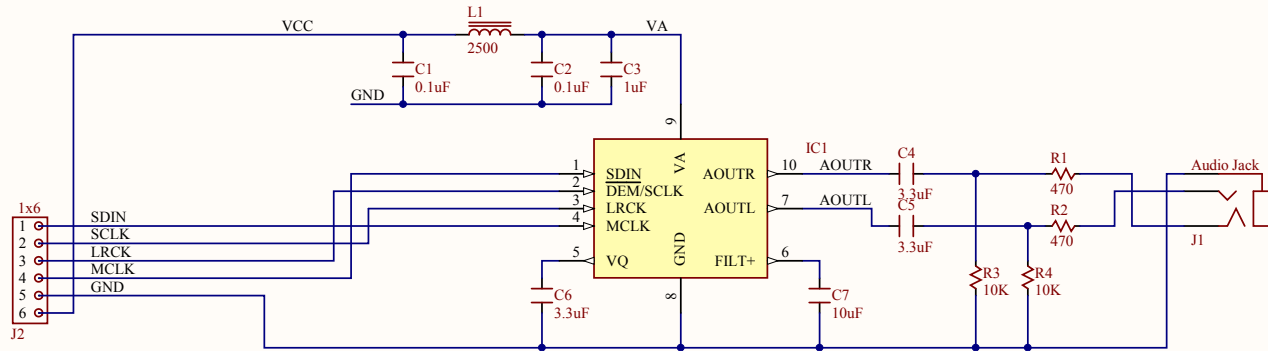 L1
VCC
VA
2500
C1
0.1uF
C2
0.1uF
C3
1uF
GND
9
IC1
VA
1
SDIN
AOUTR
10
AOUTR
C4
3.3uF
R1
470
Audio Jack
2
DEM/SCLK
3
LRCK
AOUTL
7
AOUTL
C5
3.3uF
R2
470
J1
4
MCLK
1x6
1
SDIN
2
SCLK
3
LRCK
4
MCLK
5
GND
6
J2
5
VQ
GND
FILT+
6
8
C6
3.3uF
C7
10uF
R3
10K
R4
10K